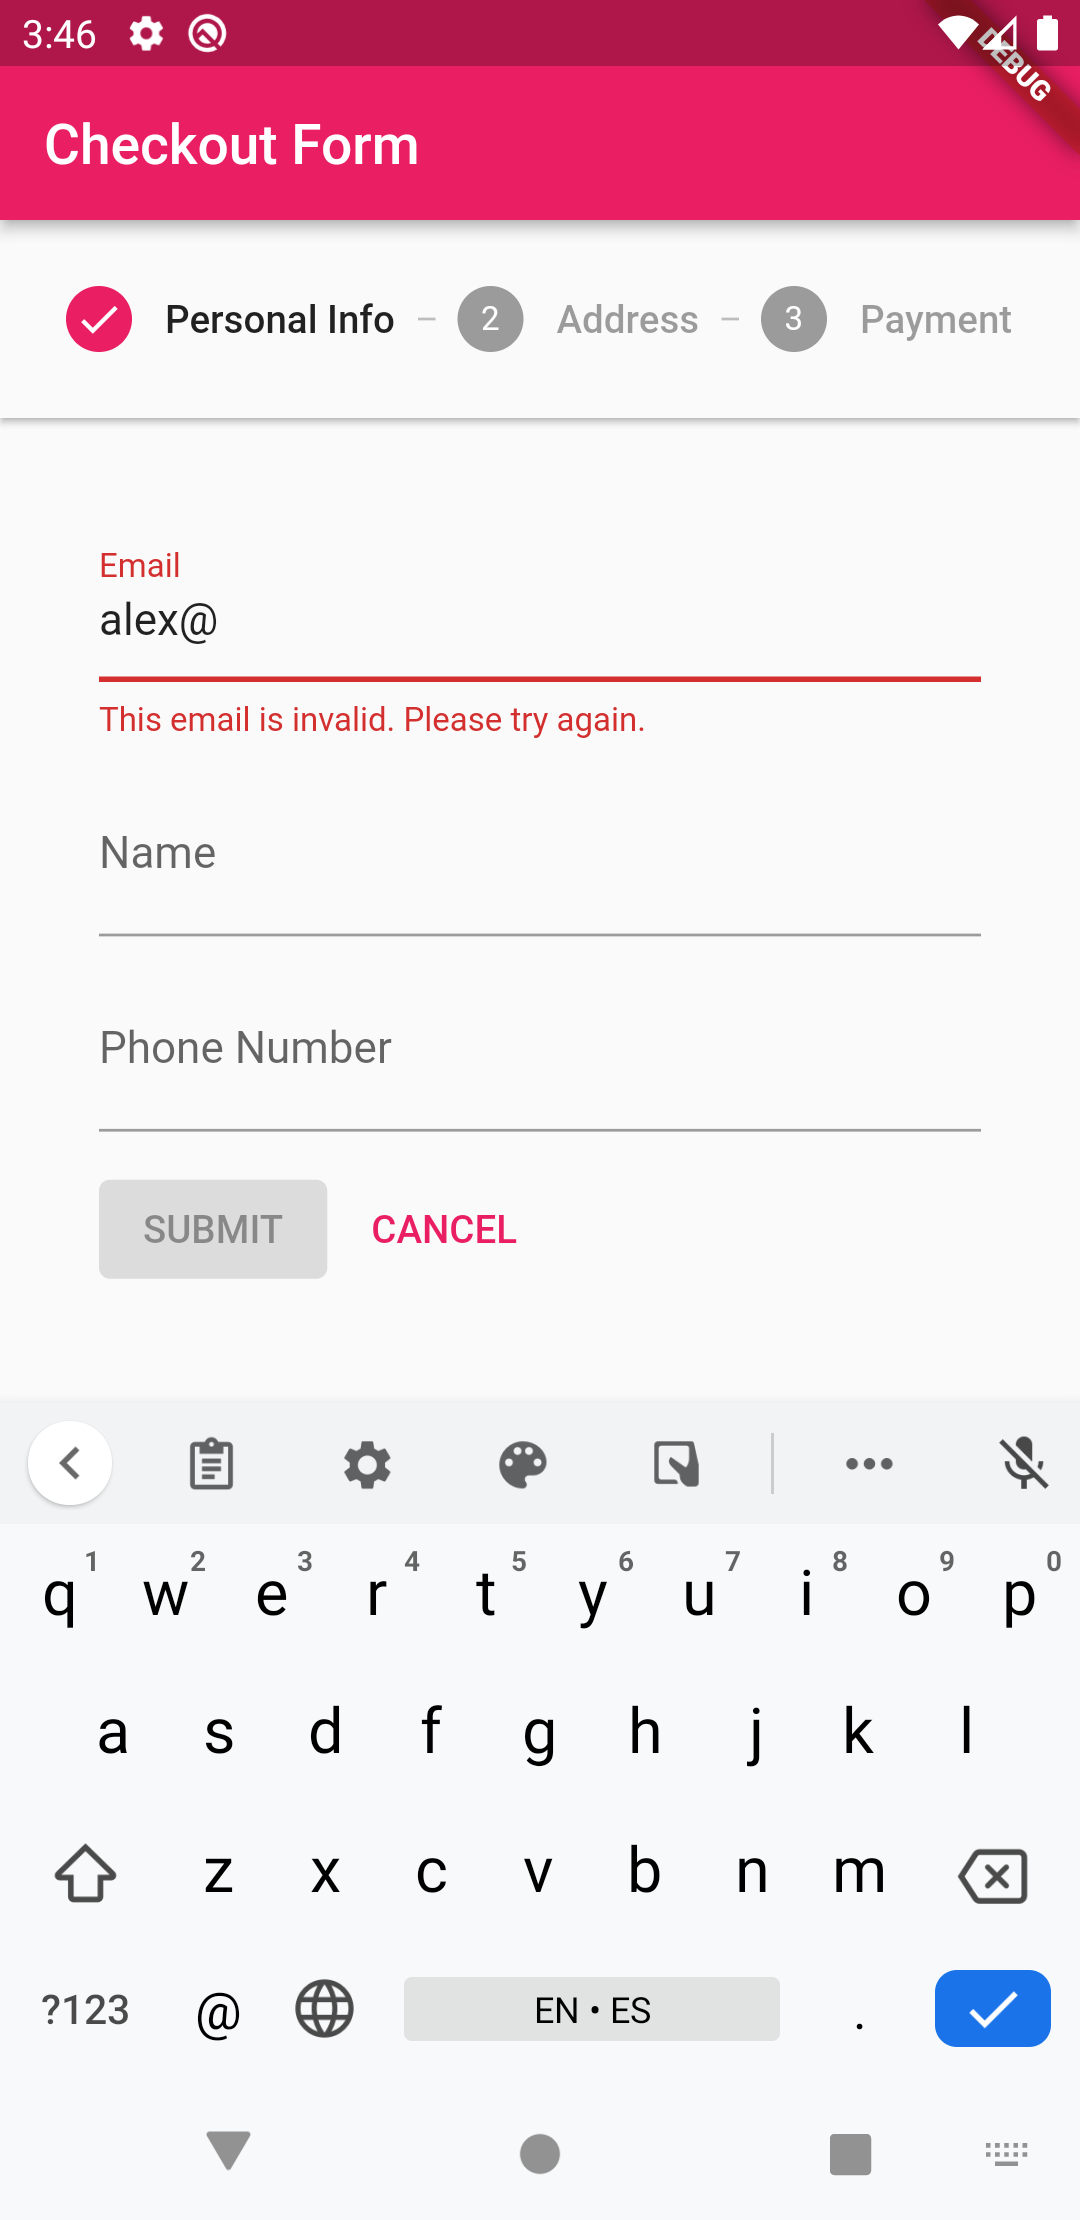 3:46
DEBUG
Checkout Form
Personal Info
2 Address
3 Payment
Email
alex@
This email is invalid. Please try again.
Name
Phone Number
SUBMIT CANCEL
1 2 3 4 5 6 7 8 9 0
q w e r t y u i o p
a s d f g h j k l
z x c v b n m
?123 @ EN • ES .